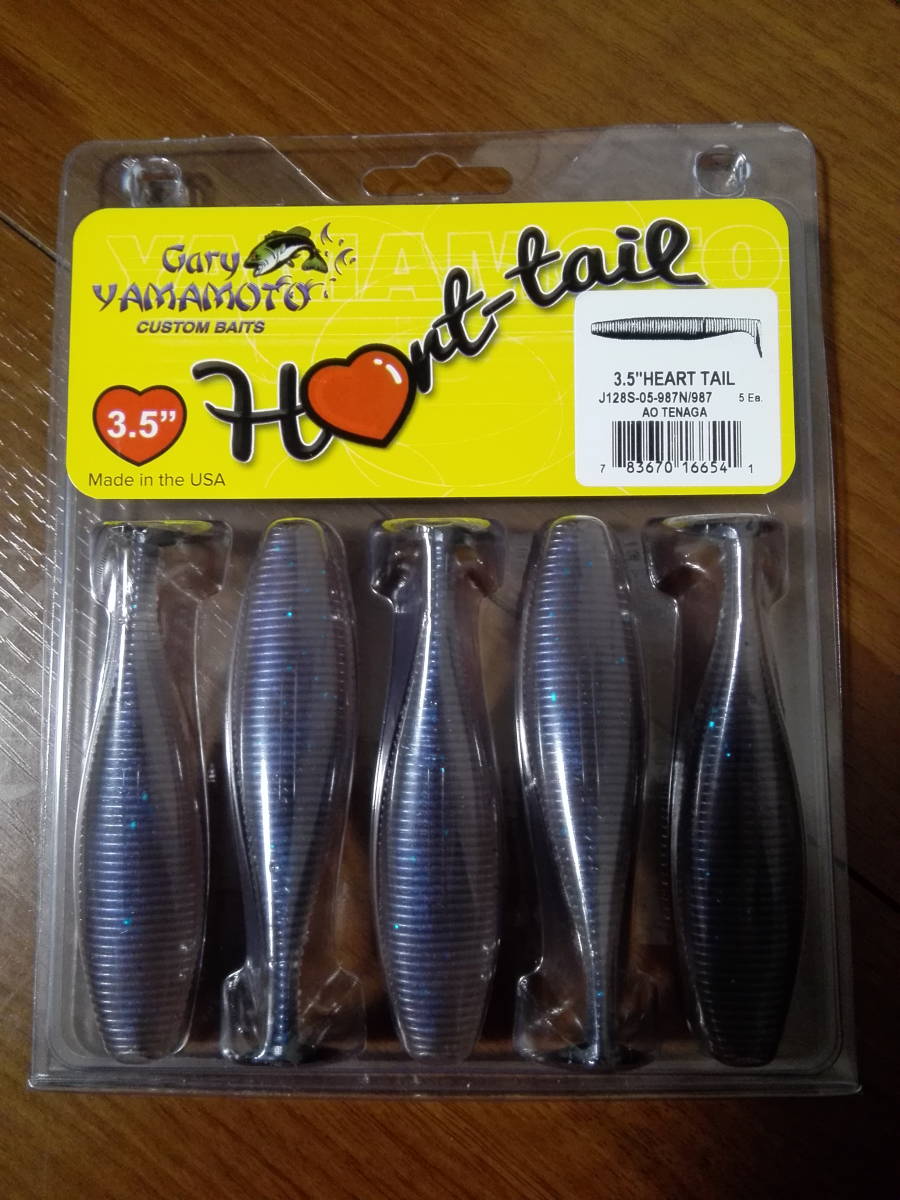 YAMAMOTO
Gary
YAMAMOTO
CUSTOM BAITS
Heart-tail
3.5”
Made in the USA
3.5"HEART TAIL
J128S-05-987N/987 5 Ea.
AO TENAGA
7 83670 16654 1